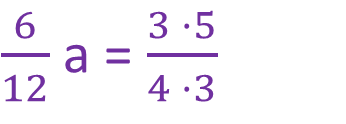 6/12 a = 3 ·5/4 ·3